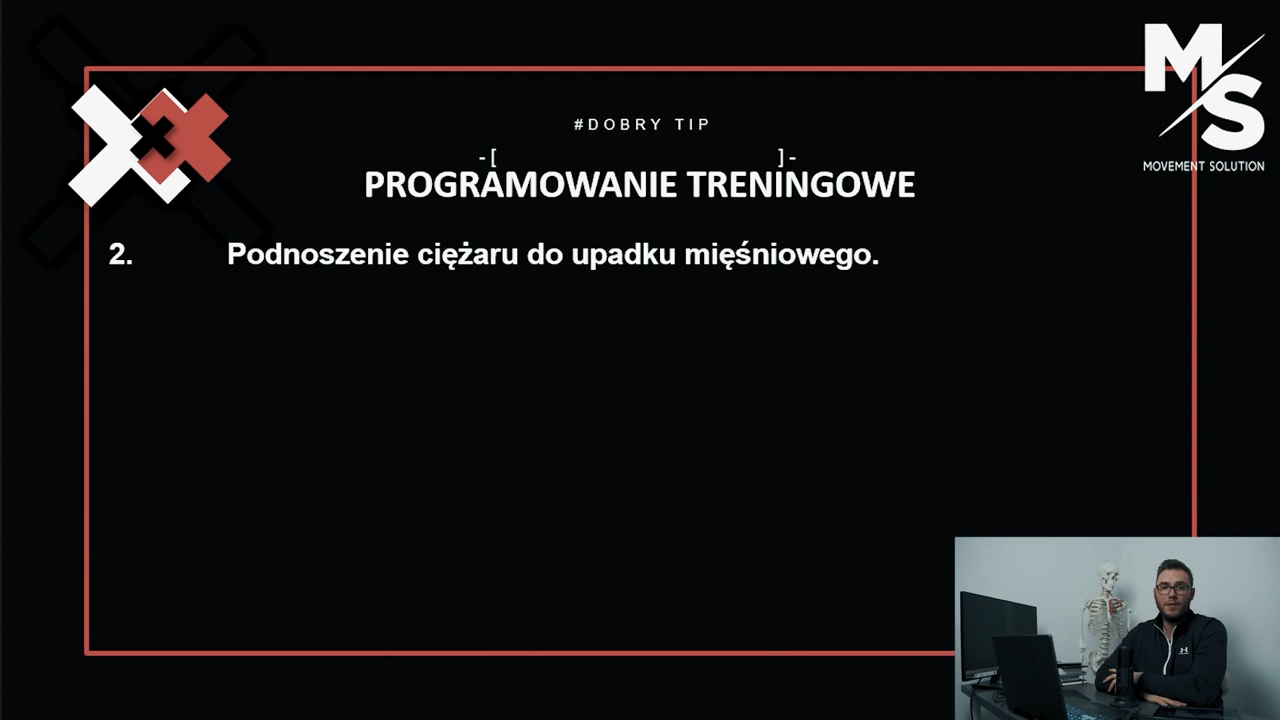 #DOBRY TIP
-[ ]-
PROGRAMOWANIE TRENINGOWE
2. Podnoszenie ciężaru do upadku mięśniowego.
M/S
MOVEMENT SOLUTION